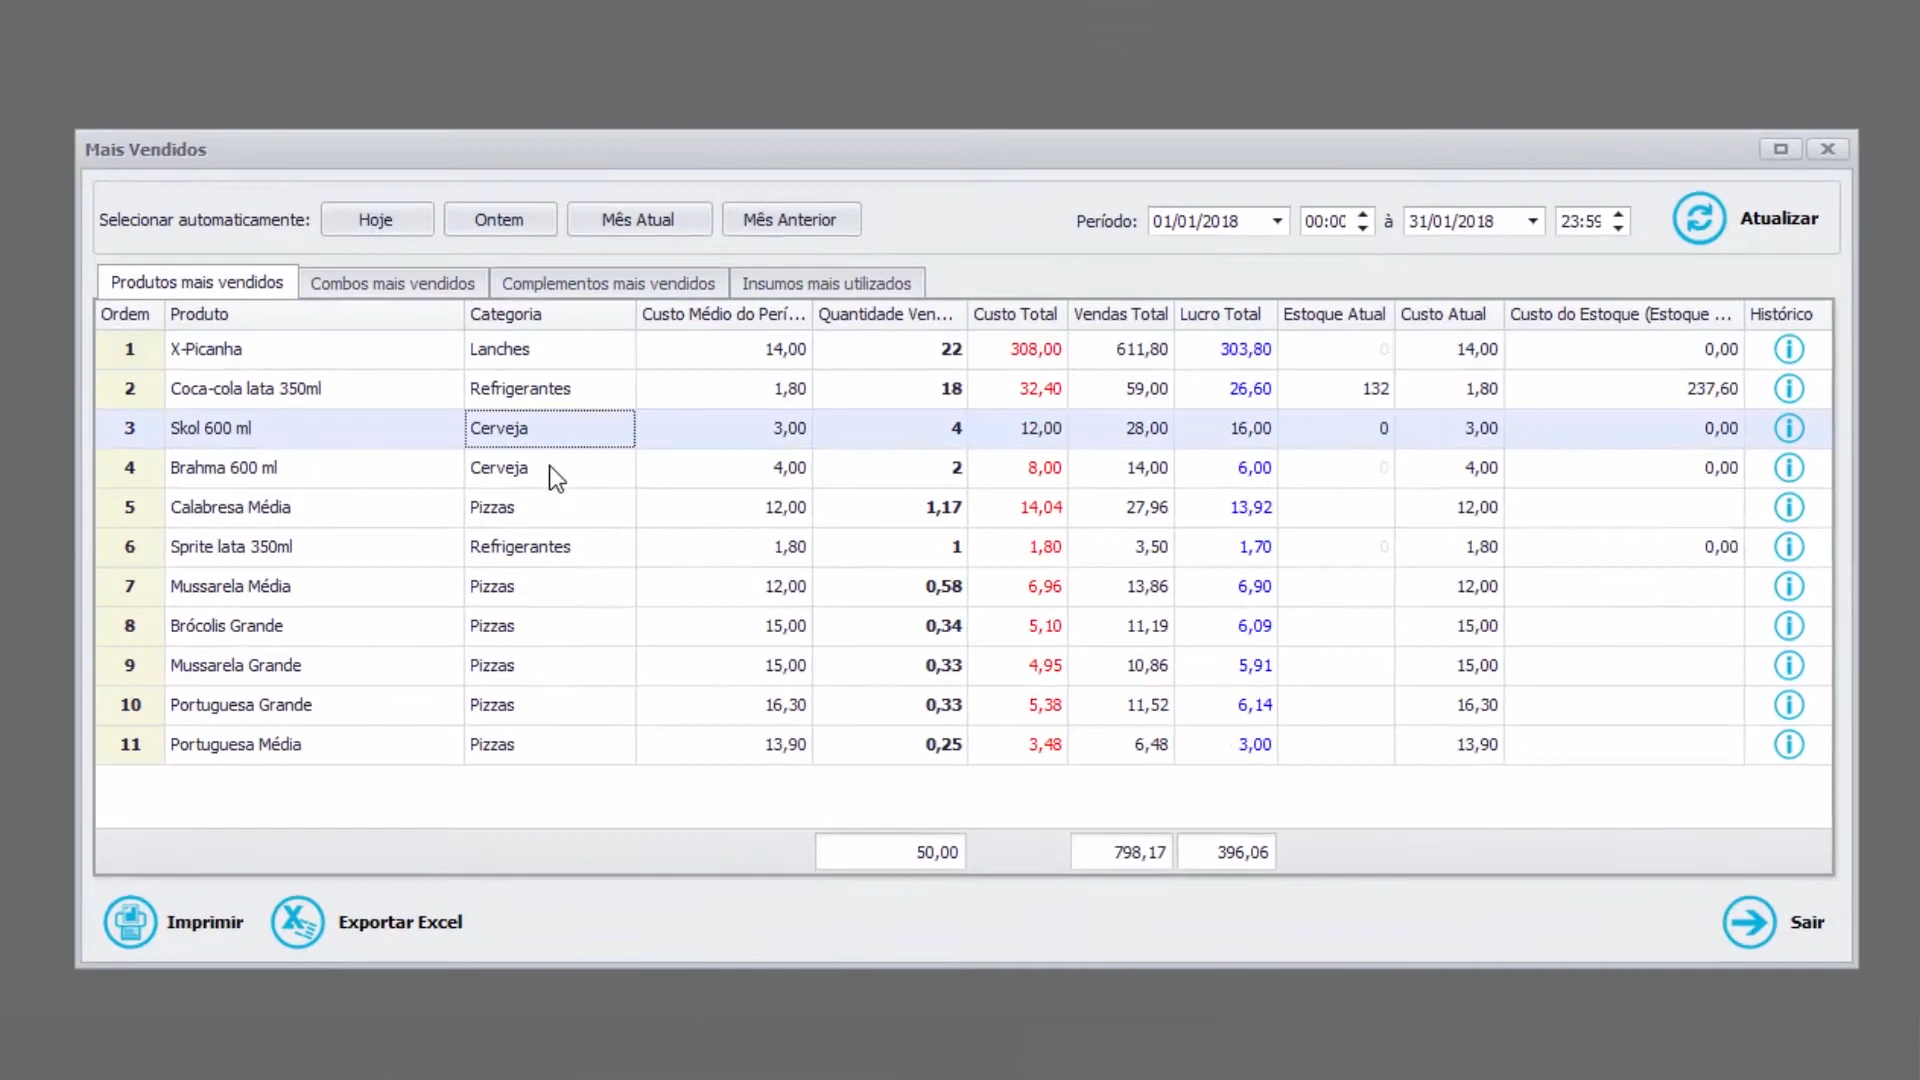 Mais Vendidos
Selecionar automaticamente: Hoje Ontem Mês Atual Mês Anterior Período: 01/01/2018 00:00 à 31/01/2018 23:59 Atualizar
Produtos mais vendidos Combos mais vendidos Complementos mais vendidos Insumos mais utilizados
Ordem Produto Categoria Custo Médio do Perí... Quantidade Ven... Custo Total Vendas Total Lucro Total Estoque Atual Custo Atual Custo do Estoque (Estoque ... Histórico
1 X-Picanha Lanches 14,00 22 308,00 611,80 303,80 0 14,00 0,00
2 Coca-cola lata 350ml Refrigerantes 1,80 18 32,40 59,00 26,60 132 1,80 237,60
3 Skol 600 ml Cerveja 3,00 4 12,00 28,00 16,00 0 3,00 0,00
4 Brahma 600 ml Cerveja 4,00 2 8,00 14,00 6,00 0 4,00 0,00
5 Calabresa Média Pizzas 12,00 1,17 14,04 27,96 13,92 12,00
6 Sprite lata 350ml Refrigerantes 1,80 1 1,80 3,50 1,70 0 1,80 0,00
7 Mussarela Média Pizzas 12,00 0,58 6,96 13,86 6,90 12,00
8 Brócolis Grande Pizzas 15,00 0,34 5,10 11,19 6,09 15,00
9 Mussarela Grande Pizzas 15,00 0,33 4,95 10,86 5,91 15,00
10 Portuguesa Grande Pizzas 16,30 0,33 5,38 11,52 6,14 16,30
11 Portuguesa Média Pizzas 13,90 0,25 3,48 6,48 3,00 13,90
50,00 798,17 396,06
Imprimir Exportar Excel Sair